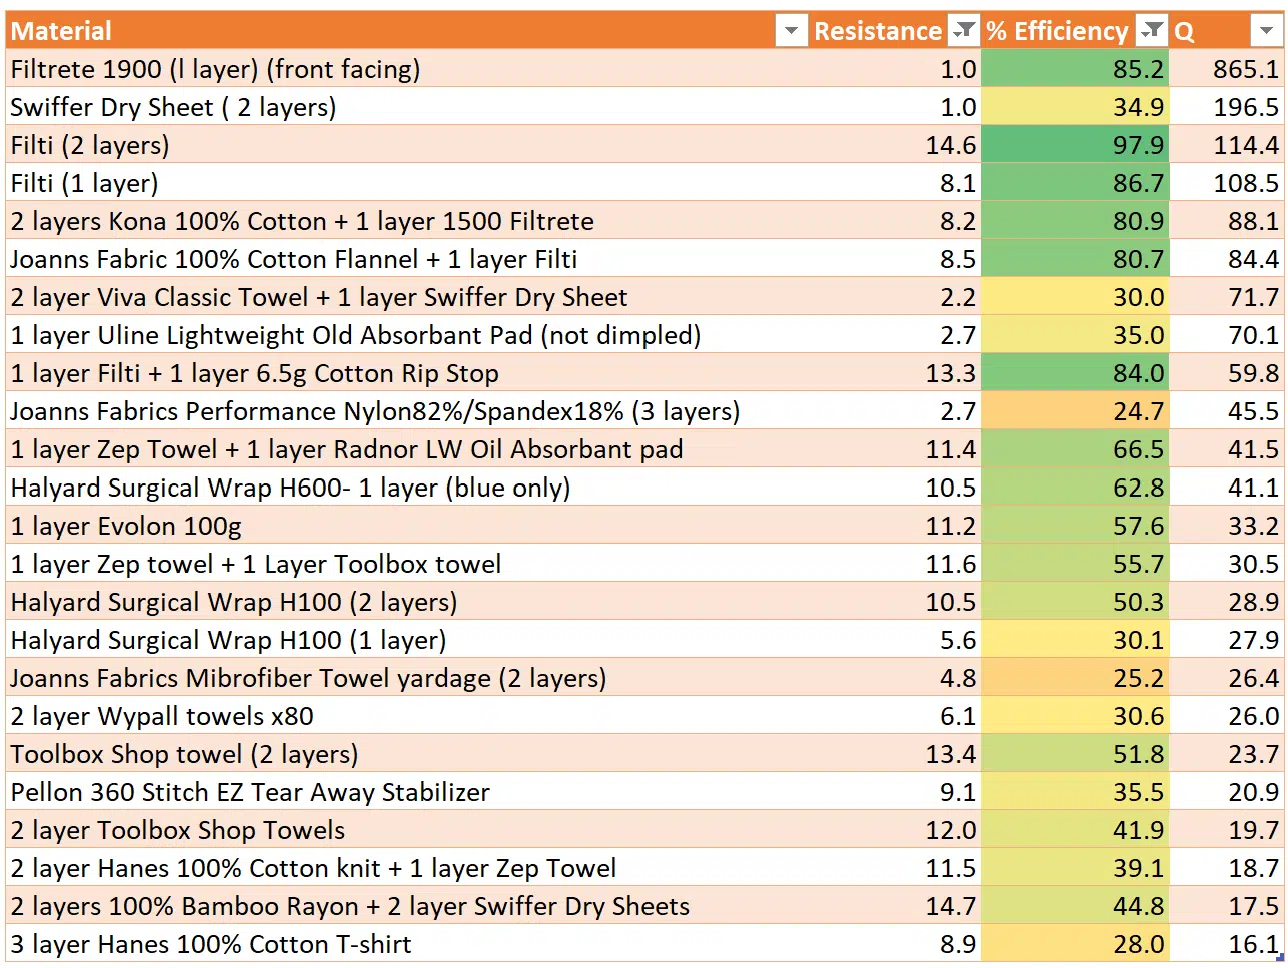 Material Resistance % Efficiency Q
Filtrete 1900 (l layer) (front facing) 1.0 85.2 865.1
Swiffer Dry Sheet ( 2 layers) 1.0 34.9 196.5
Filti (2 layers) 14.6 97.9 114.4
Filti (1 layer) 8.1 86.7 108.5
2 layers Kona 100% Cotton + 1 layer 1500 Filtrete 8.2 80.9 88.1
Joanns Fabric 100% Cotton Flannel + 1 layer Filti 8.5 80.7 84.4
2 layer Viva Classic Towel + 1 layer Swiffer Dry Sheet 2.2 30.0 71.7
1 layer Uline Lightweight Old Absorbant Pad (not dimpled) 2.7 35.0 70.1
1 layer Filti + 1 layer 6.5g Cotton Rip Stop 13.3 84.0 59.8
Joanns Fabrics Performance Nylon82%/Spandex18% (3 layers) 2.7 24.7 45.5
1 layer Zep Towel + 1 layer Radnor LW Oil Absorbant pad 11.4 66.5 41.5
Halyard Surgical Wrap H600- 1 layer (blue only) 10.5 62.8 41.1
1 layer Evolon 100g 11.2 57.6 33.2
1 layer Zep towel + 1 Layer Toolbox towel 11.6 55.7 30.5
Halyard Surgical Wrap H100 (2 layers) 10.5 50.3 28.9
Halyard Surgical Wrap H100 (1 layer) 5.6 30.1 27.9
Joanns Fabrics Mibrofiber Towel yardage (2 layers) 4.8 25.2 26.4
2 layer Wypall towels x80 6.1 30.6 26.0
Toolbox Shop towel (2 layers) 13.4 51.8 23.7
Pellon 360 Stitch EZ Tear Away Stabilizer 9.1 35.5 20.9
2 layer Toolbox Shop Towels 12.0 41.9 19.7
2 layer Hanes 100% Cotton knit + 1 layer Zep Towel 11.5 39.1 18.7
2 layers 100% Bamboo Rayon + 2 layer Swiffer Dry Sheets 14.7 44.8 17.5
3 layer Hanes 100% Cotton T-shirt 8.9 28.0 16.1